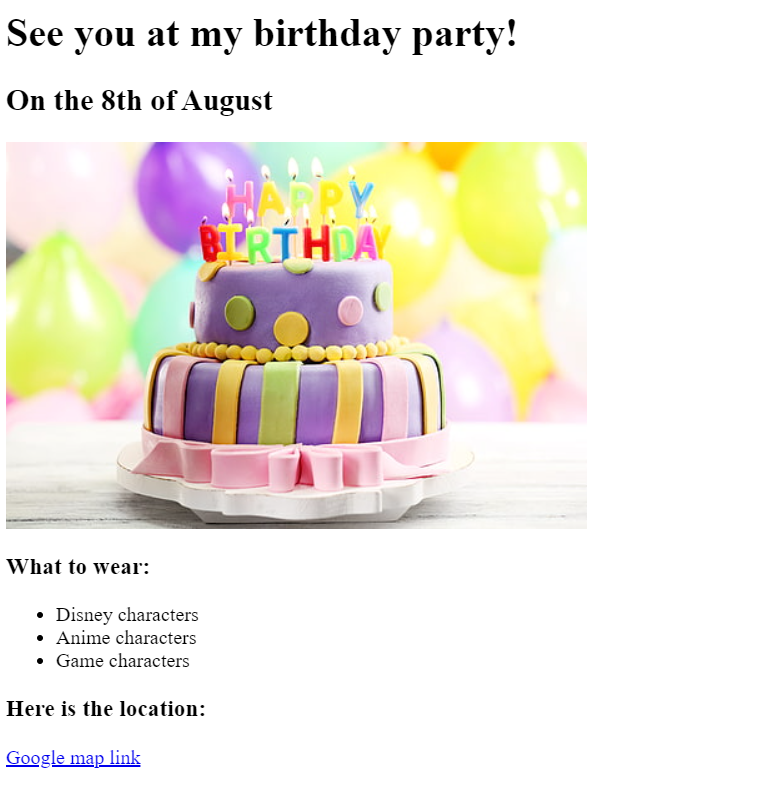 See you at my birthday party!
On the 8th of August
HAPPY
BIRTHDAY
What to wear:
Disney characters
Anime characters
Game characters
Here is the location:
Google map link